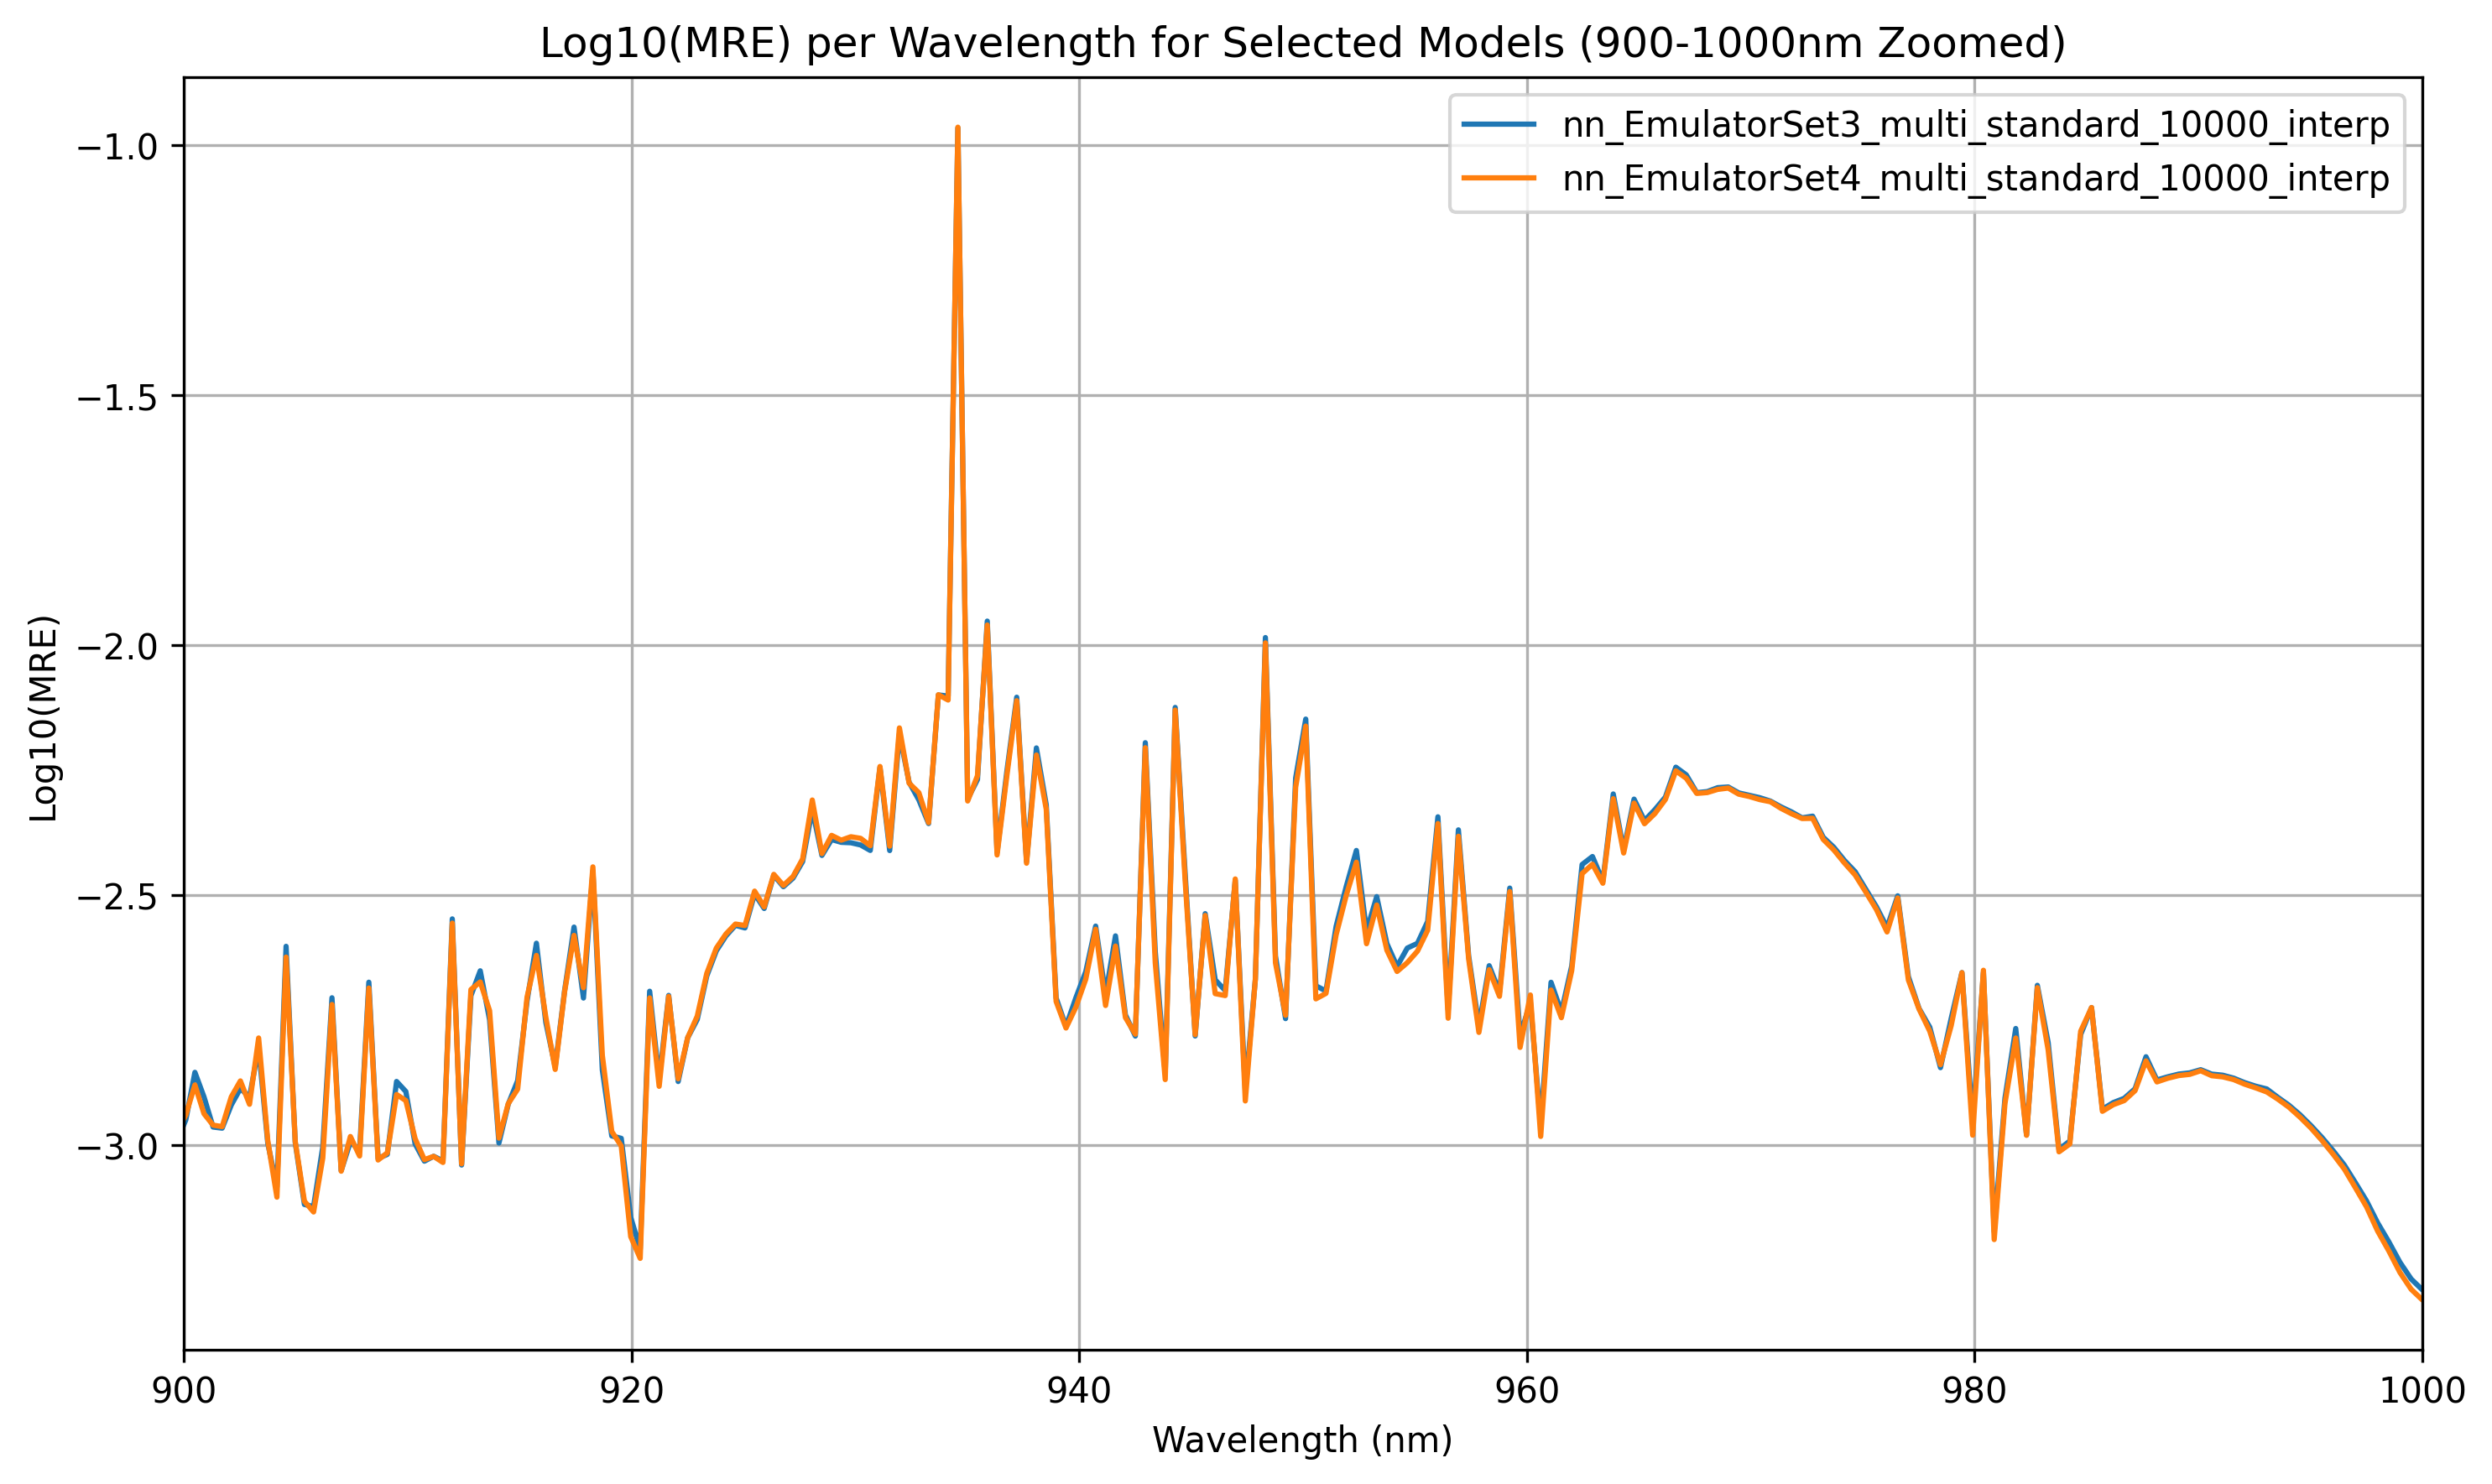 Log10(MRE) per Wavelength for Selected Models (900-1000nm Zoomed)
nn_EmulatorSet3_multi_standard_10000_interp
nn_EmulatorSet4_multi_standard_10000_interp
Log10(MRE)
−1.0
−1.5
−2.0
−2.5
−3.0
900 920 940 960 980 1000
Wavelength (nm)